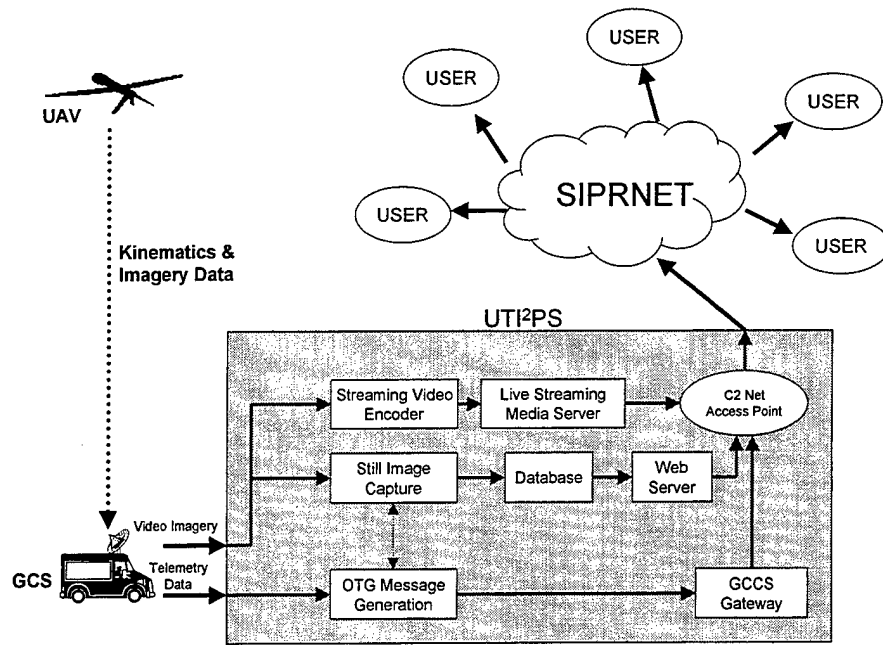 USER
USER
USER
USER
USER
UAV
SIPRNET
Kinematics &
Imagery Data
UTI²PS
Streaming Video
Encoder
Live Streaming
Media Server
C2 Net
Access Point
Still Image
Capture
Database
Web
Server
Video Imagery
GCS
Telemetry
Data
OTG Message
Generation
GCCS
Gateway